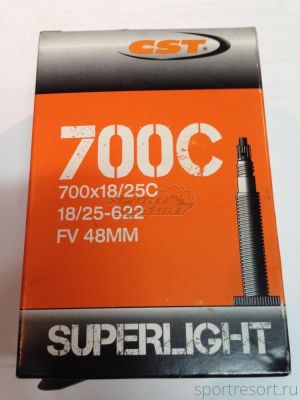 CST
700C
700x18/25C
18/25-622
FV 48MM
SUPERLIGHT
sportresort.ru